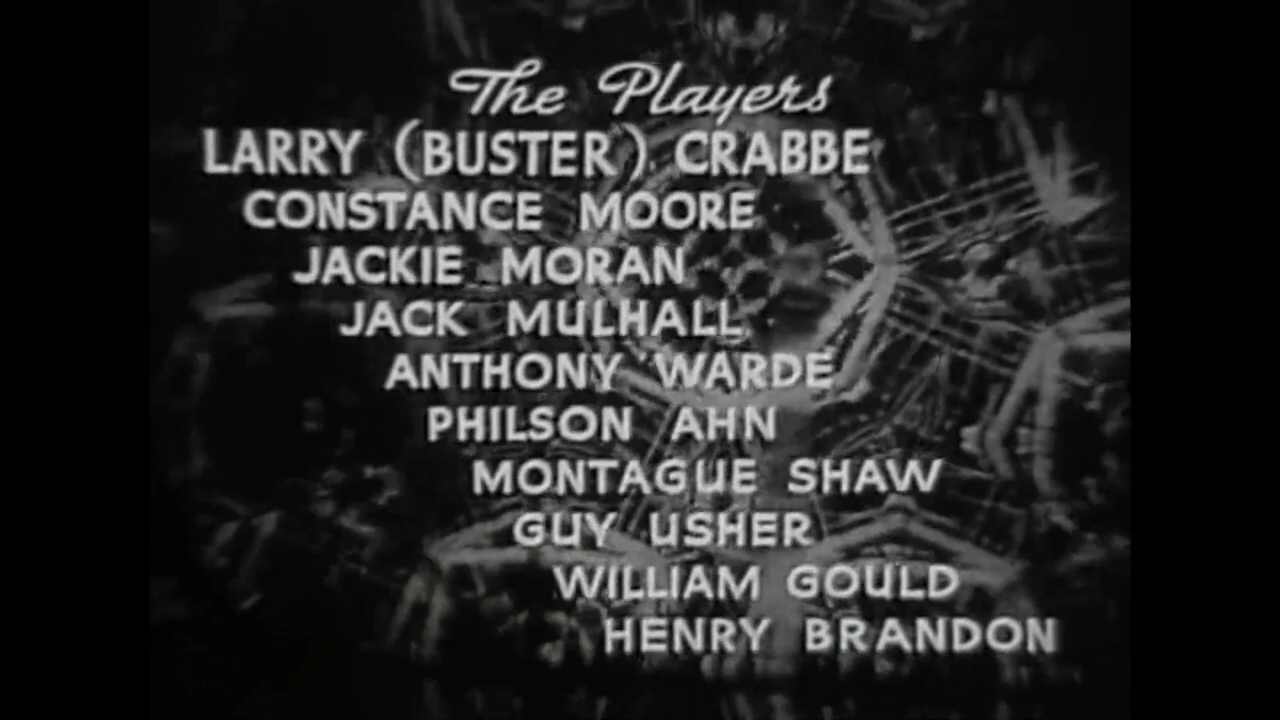 The Players
LARRY (BUSTER) CRABBE
CONSTANCE MOORE
JACKIE MORAN
JACK MULHALL
ANTHONY WARDE
PHILSON AHN
MONTAGUE SHAW
GUY USHER
WILLIAM GOULD
HENRY BRANDON